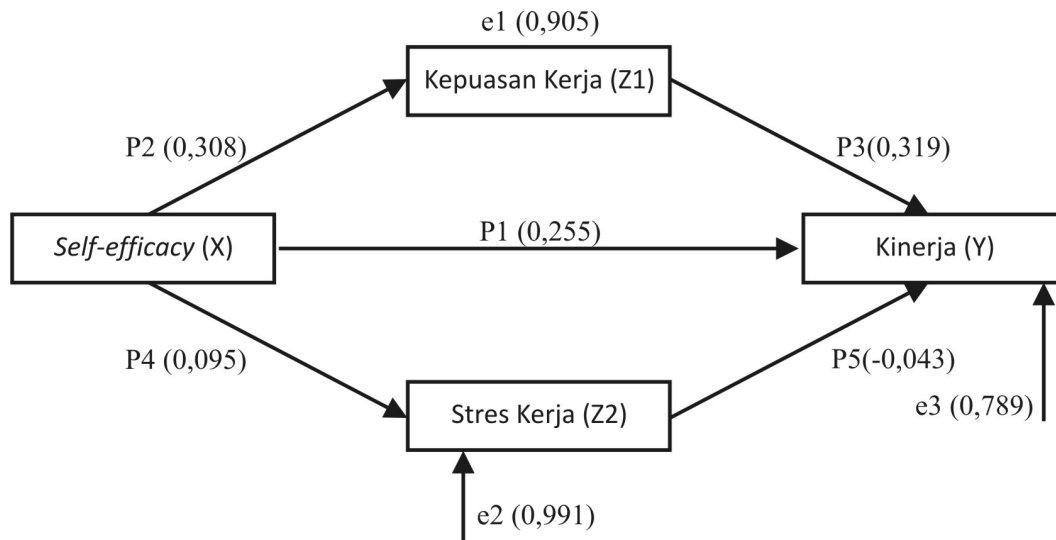 e1 (0,905)
Kepuasan Kerja (Z1)
P2 (0,308)
P3(0,319)
Self-efficacy (X)
P1 (0,255)
Kinerja (Y)
P4 (0,095)
P5(-0,043)
Stres Kerja (Z2)
e3 (0,789)
e2 (0,991)